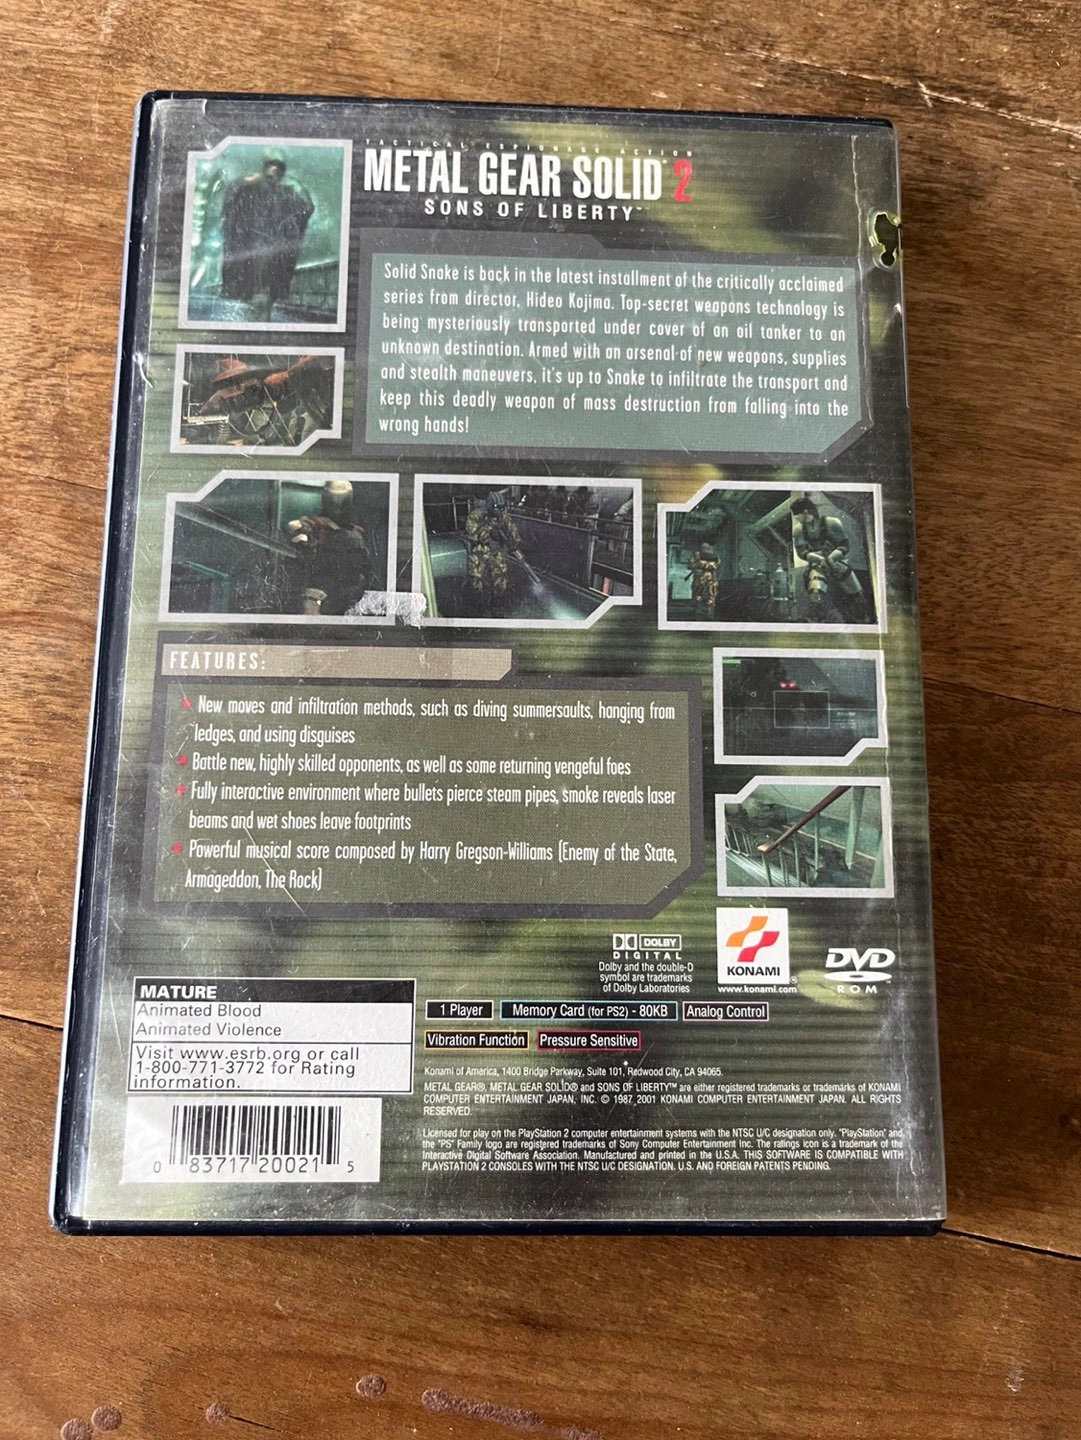 TACTICAL ESPIONAGE ACTION
METAL GEAR SOLID® 2
SONS OF LIBERTY™
Solid Snake is back in the latest installment of the critically acclaimed
series from director, Hideo Kojima. Top-secret weapons technology is
being mysteriously transported under cover of an oil tanker to an
unknown destination. Armed with an arsenal of new weapons, supplies
and stealth maneuvers, it's up to Snake to infiltrate the transport and
keep this deadly weapon of mass destruction from falling into the
wrong hands!
FEATURES:
New moves and infiltration methods, such as diving summersaults, hanging from
ledges, and using disguises
Battle new, highly skilled opponents, as well as some returning vengeful foes
Fully interactive environment where bullets pierce steam pipes, smoke reveals laser
beams and wet shoes leave footprints
Powerful musical score composed by Harry Gregson-Williams (Enemy of the State,
Armageddon, The Rock)
DOLBY
DIGITAL
Dolby and the double-D
symbol are trademarks
of Dolby Laboratories
KONAMI®
www.konami.com
DVD
ROM
MATURE
Animated Blood
Animated Violence
Visit www.esrb.org or call
1-800-771-3772 for Rating
information.
1 Player
Memory Card (for PS2) - 80KB
Analog Control
Vibration Function
Pressure Sensitive
Konami of America, 1400 Bridge Parkway, Suite 101, Redwood City, CA 94065.
METAL GEAR®, METAL GEAR SOLID® and SONS OF LIBERTY™ are either registered trademarks or trademarks of KONAMI
COMPUTER ENTERTAINMENT JAPAN, INC. © 1987 2001 KONAMI COMPUTER ENTERTAINMENT JAPAN. ALL RIGHTS
RESERVED.
Licensed for play on the PlayStation 2 computer entertainment systems with the NTSC U/C designation only. "PlayStation" and
the "PS" Family logo are registered trademarks of Sony Computer Entertainment Inc. The ratings icon is a trademark of the
Interactive Digital Software Association. Manufactured and printed in the U.S.A. THIS SOFTWARE IS COMPATIBLE WITH
PLAYSTATION 2 CONSOLES WITH THE NTSC U/C DESIGNATION. U.S. AND FOREIGN PATENTS PENDING.
0 83717 20021 5